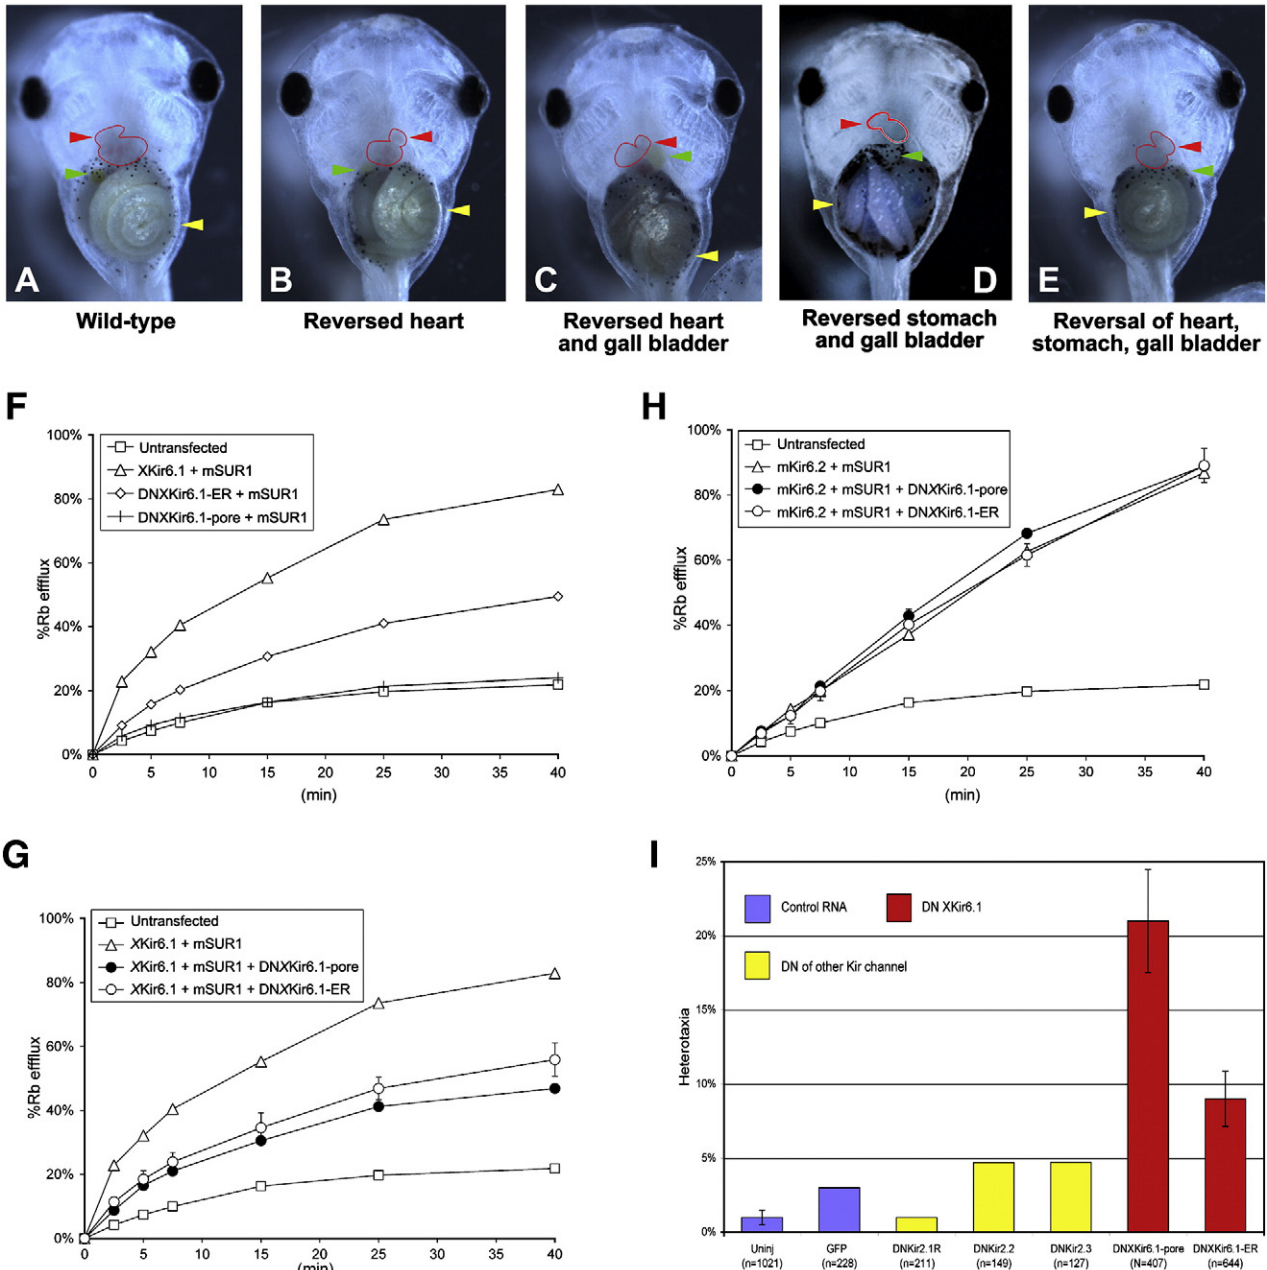 A
B
C
D
E
Wild-type
Reversed heart
Reversed heart
and gall bladder
Reversed stomach
and gall bladder
Reversal of heart,
stomach, gall bladder
F
100%
80%
60%
40%
20%
0%
%Rb effflux
Untransfected
XKir6.1 + mSUR1
DNXKir6.1-ER + mSUR1
DNXKir6.1-pore + mSUR1
0 5 10 15 20 25 30 35 40
(min)
H
100%
80%
60%
40%
20%
0%
%Rb effflux
Untransfected
mKir6.2 + mSUR1
mKir6.2 + mSUR1 + DNXKir6.1-pore
mKir6.2 + mSUR1 + DNXKir6.1-ER
0 5 10 15 20 25 30 35 40
(min)
G
100%
80%
60%
40%
20%
0%
%Rb effflux
Untransfected
XKir6.1 + mSUR1
XKir6.1 + mSUR1 + DNXKir6.1-pore
XKir6.1 + mSUR1 + DNXKir6.1-ER
0 5 10 15 20 25 30 35 40
(min)
I
25%
20%
15%
10%
5%
0%
Heterotaxia
Control RNA
DN XKir6.1
DN of other Kir channel
Uninj GFP DNKir2.1R DNKir2.2 DNKir2.3 DNXKir6.1-pore DNXKir6.1-ER
(n=1021) (n=228) (n=211) (n=149) (n=127) (N=407) (n=644)